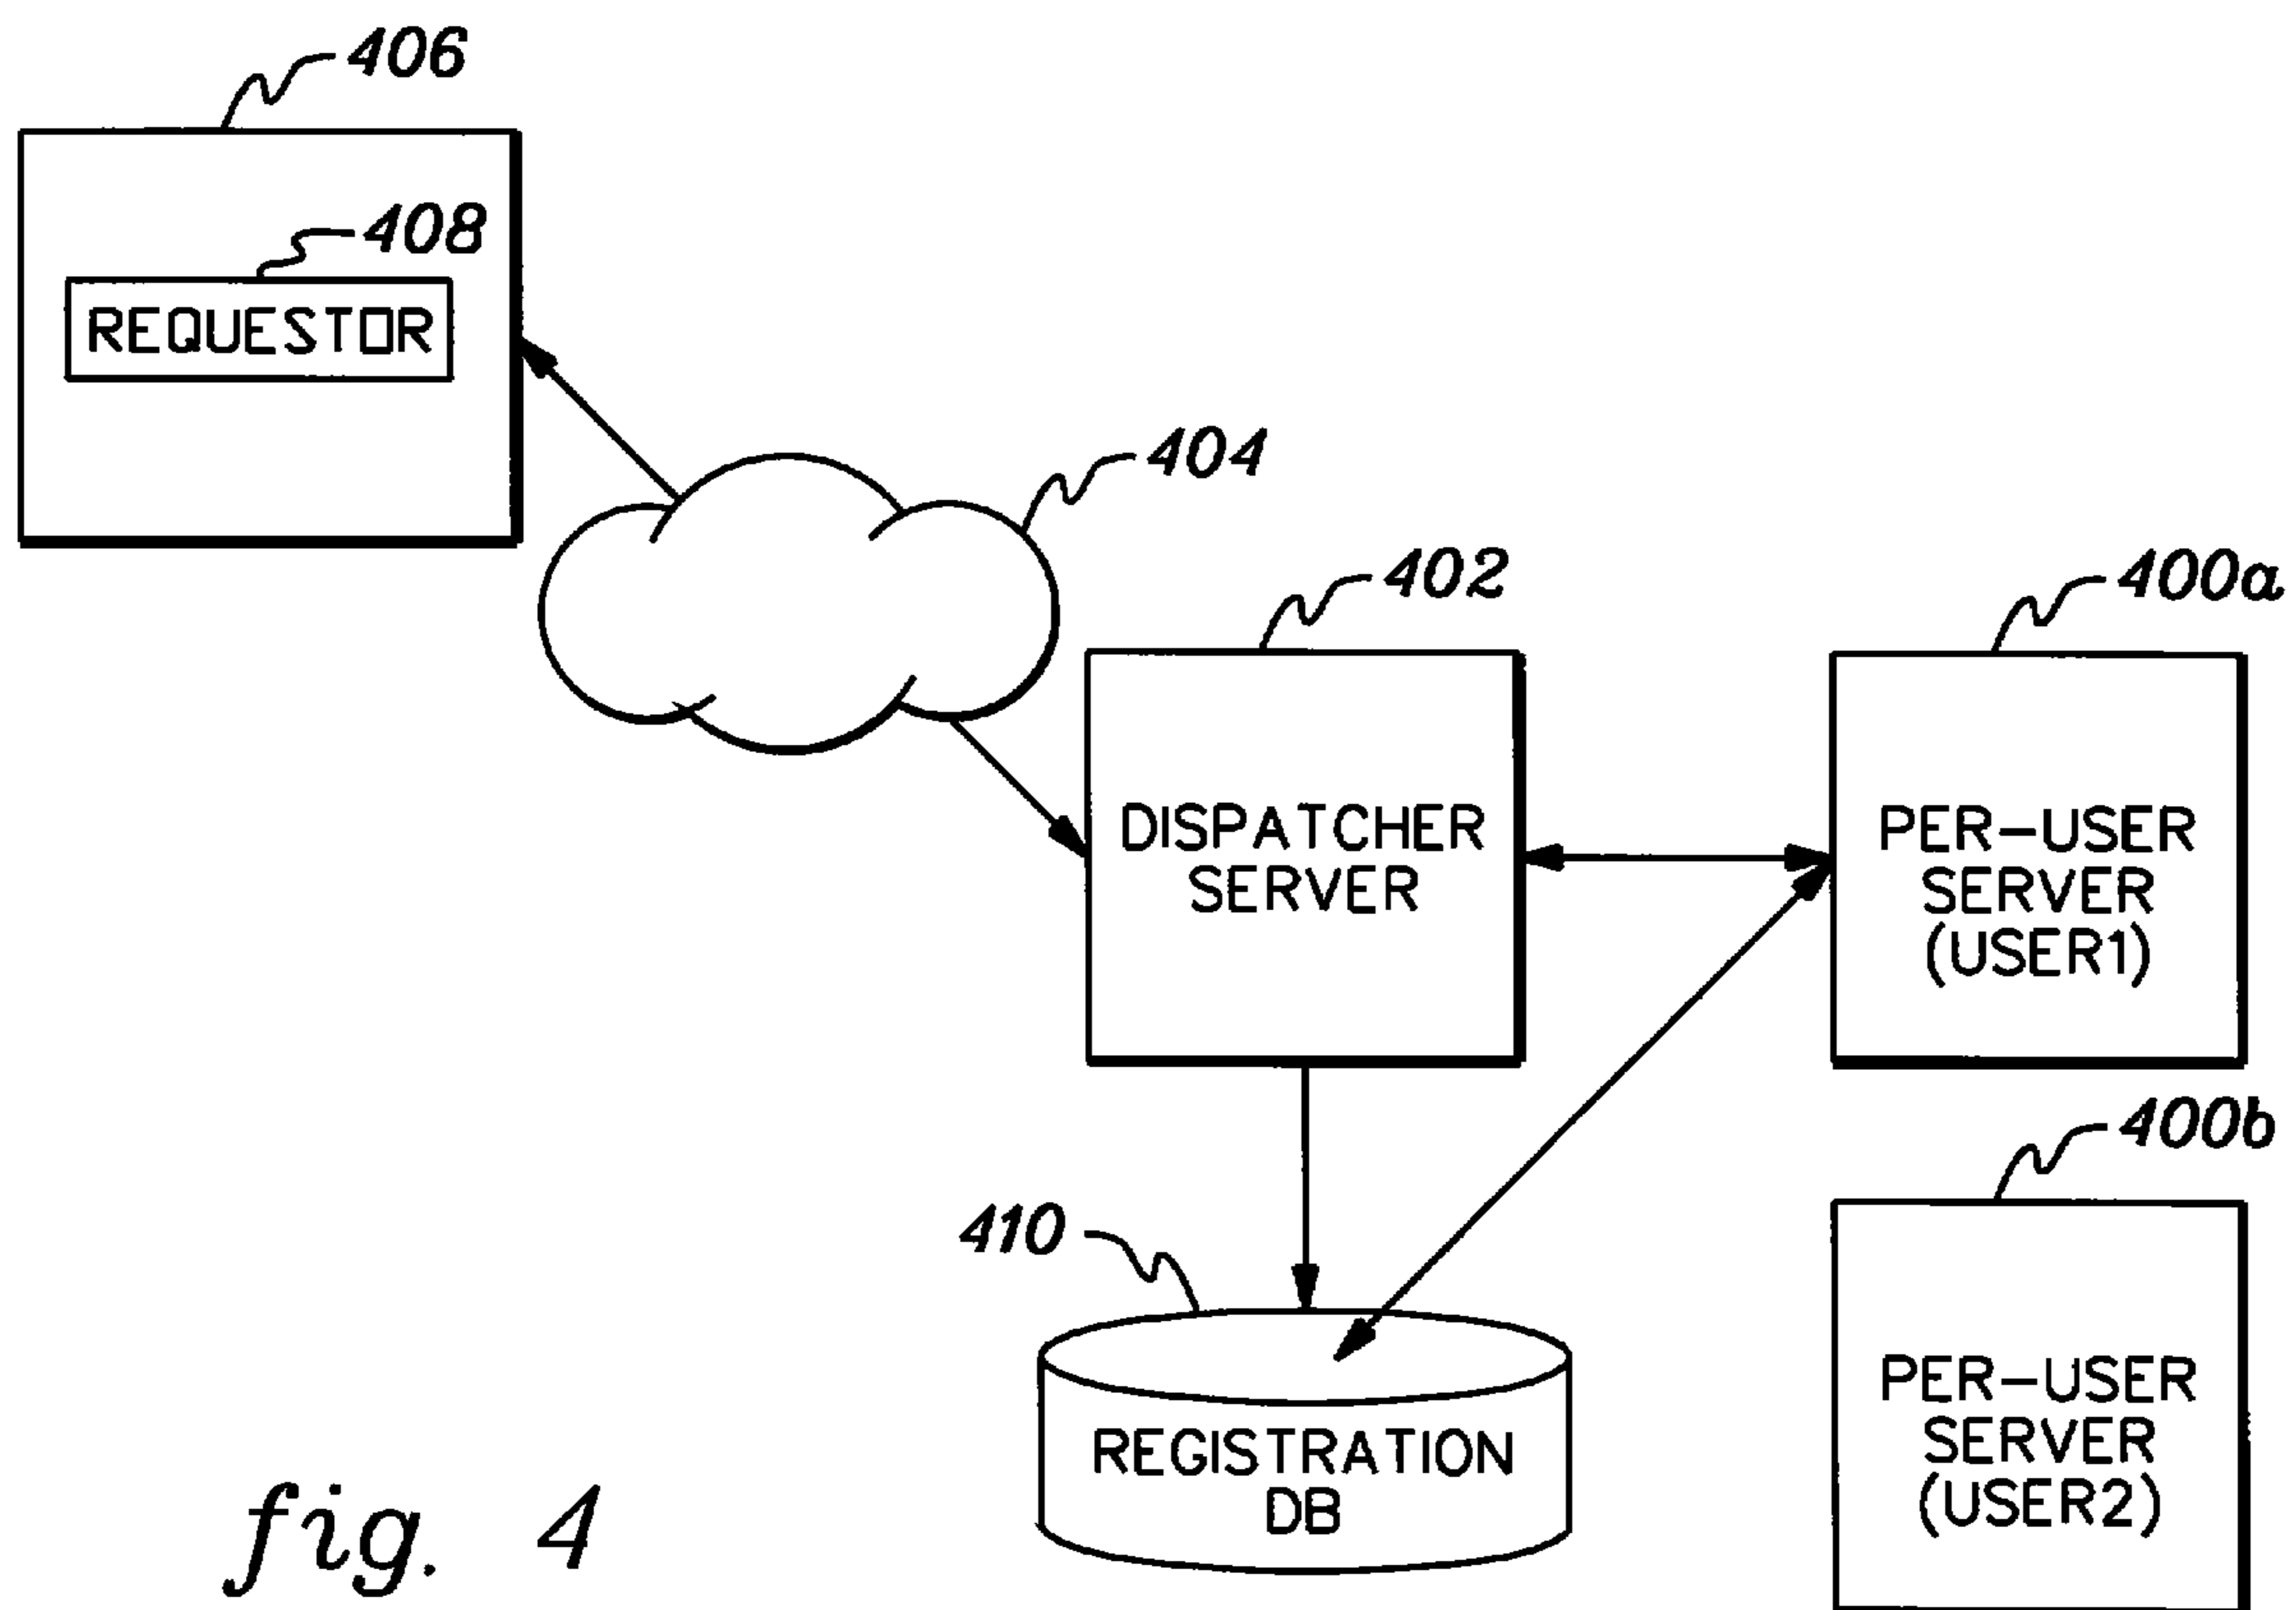 406
408
REQUESTOR
404
402
400a
DISPATCHER
SERVER
PER-USER
SERVER
(USER1)
400b
410
REGISTRATION
DB
PER-USER
SERVER
(USER2)
fig. 4